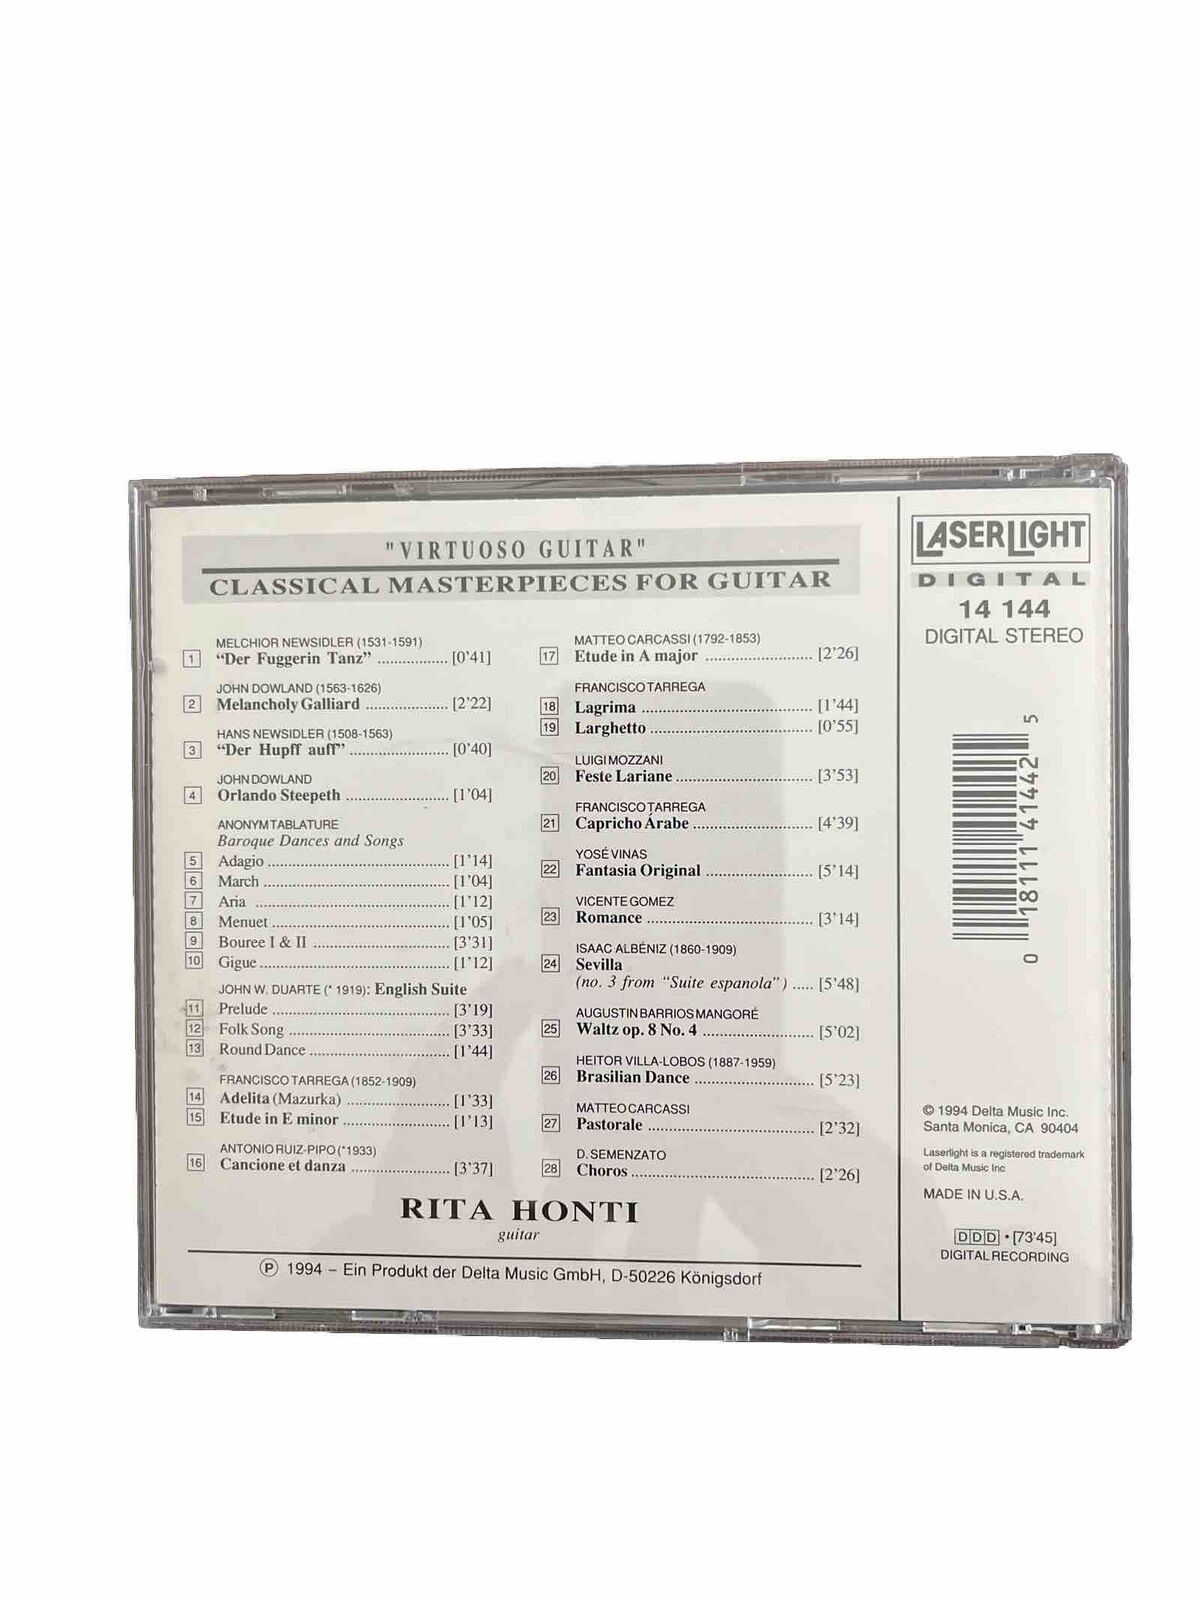 "VIRTUOSO GUITAR"
CLASSICAL MASTERPIECES FOR GUITAR
MELCHIOR NEWSIDLER (1531-1591)
1 “Der Fuggerin Tanz” .................. [0'41]
JOHN DOWLAND (1563-1626)
2 Melancholy Galliard ..................... [2'22]
HANS NEWSIDLER (1508-1563)
3 “Der Hupff auff” ......................... [0'40]
JOHN DOWLAND
4 Orlando Steepeth .......................... [1'04]
ANONYM TABLATURE
Baroque Dances and Songs
5 Adagio ............................................. [1'14]
6 March .............................................. [1'04]
7 Aria ................................................ [1'12]
8 Menuet ............................................ [1'05]
9 Bouree I & II .................................. [3'31]
10 Gigue ............................................... [1'12]
JOHN W. DUARTE (* 1919): English Suite
11 Prelude ............................................ [3'19]
12 Folk Song ........................................ [3'33]
13 Round Dance ................................... [1'44]
FRANCISCO TARREGA (1852-1909)
14 Adelita (Mazurka) .......................... [1'33]
15 Etude in E minor ........................... [1'13]
ANTONIO RUIZ-PIPO (*1933)
16 Cancione et danza ......................... [3'37]
MATTEO CARCASSI (1792-1853)
17 Etude in A major ........................... [2'26]
FRANCISCO TARREGA
18 Lagrima ........................................... [1'44]
19 Larghetto ......................................... [0'55]
LUIGI MOZZANI
20 Feste Lariane ................................... [3'53]
FRANCISCO TARREGA
21 Capricho Árabe .............................. [4'39]
YOSÉ VINAS
22 Fantasia Original ........................... [5'14]
VICENTE GOMEZ
23 Romance .......................................... [3'14]
ISAAC ALBÉNIZ (1860-1909)
24 Sevilla
(no. 3 from “Suite espanola”) ..... [5'48]
AUGUSTIN BARRIOS MANGORÉ
25 Waltz op. 8 No. 4 ............................ [5'02]
HEITOR VILLA-LOBOS (1887-1959)
26 Brasilian Dance .............................. [5'23]
MATTEO CARCASSI
27 Pastorale .......................................... [2'32]
D. SEMENZATO
28 Choros .............................................. [2'26]
RITA HONTI
guitar
Ⓟ 1994 – Ein Produkt der Delta Music GmbH, D-50226 Königsdorf
LASERLIGHT
DIGITAL
14 144
DIGITAL STEREO
0 18111 41442 5
© 1994 Delta Music Inc.
Santa Monica, CA 90404
Laserlight is a registered trademark
of Delta Music Inc
MADE IN U.S.A.
DDD • [73'45]
DIGITAL RECORDING